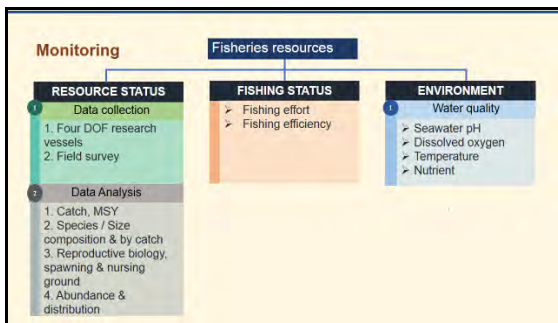 Monitoring
Fisheries resources
RESOURCE STATUS
1
Data collection
1. Four DOF research
vessels
2. Field survey
2
Data Analysis
1. Catch, MSY
2. Species / Size
composition & by catch
3. Reproductive biology,
spawning & nursing
ground
4. Abundance &
distribution
FISHING STATUS
➢ Fishing effort
➢ Fishing efficiency
ENVIRONMENT
1
Water quality
➢ Seawater pH
➢ Dissolved oxygen
➢ Temperature
➢ Nutrient